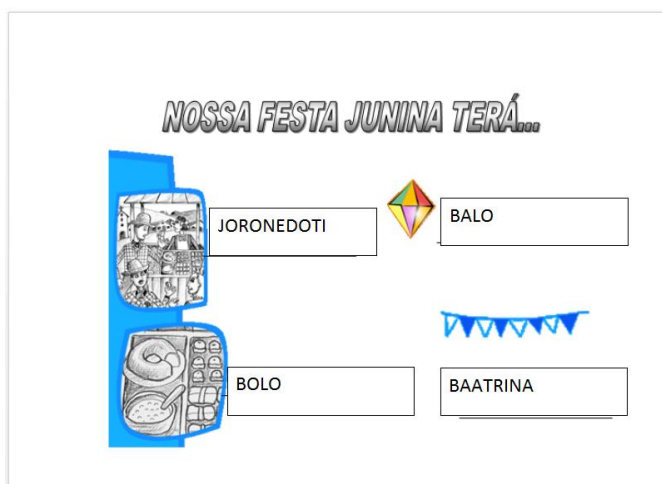 NOSSA FESTA JUNINA TERÁ...
JORONEDOTI
BALO
BOLO
BAATRINA